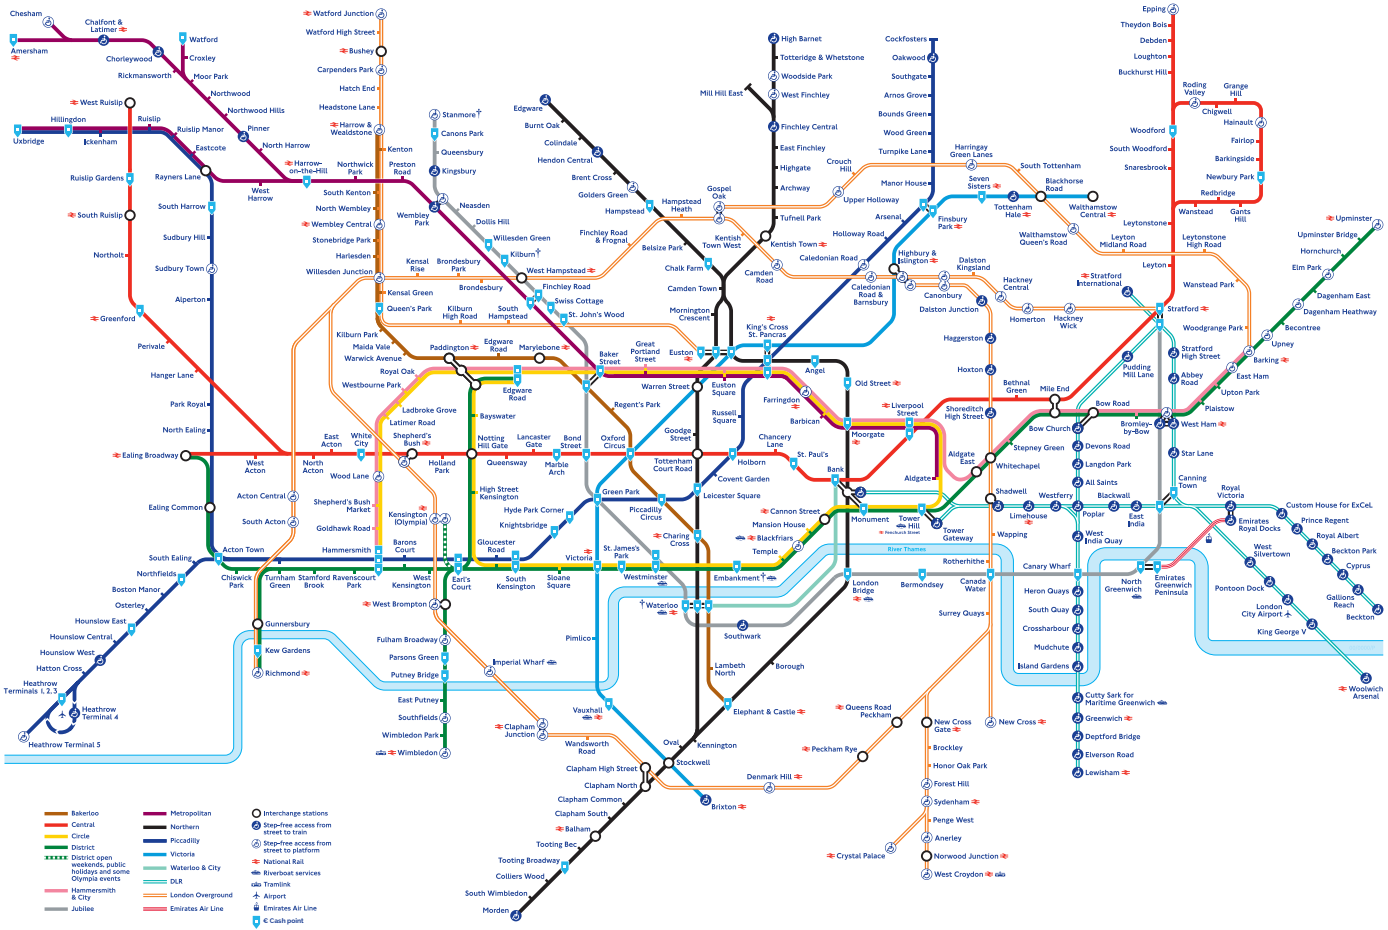 Chesham
Chalfont &
Latimer
Amersham
Chorleywood
Rickmansworth
Watford
Croxley
Moor Park
Northwood
Northwood Hills
Pinner
North Harrow
Harrow-
on-the-Hill
West Ruislip
Hillingdon
Ruislip
Uxbridge
Ickenham
Ruislip Manor
Eastcote
Rayners Lane
West
Harrow
Northwick
Park
Preston
Road
Ruislip Gardens
South Ruislip
Northolt
Greenford
Perivale
Hanger Lane
South Harrow
Sudbury Hill
Sudbury Town
Alperton
Park Royal
North Ealing
Ealing Broadway
Ealing Common
South Ealing
Northfields
Boston Manor
Osterley
Hounslow East
Hounslow Central
Hounslow West
Hatton Cross
Heathrow
Terminals 1, 2, 3
Heathrow
Terminal 4
Heathrow Terminal 5
Watford Junction
Watford High Street
Bushey
Carpenders Park
Hatch End
Headstone Lane
Harrow &
Wealdstone
Kenton
South Kenton
North Wembley
Wembley Central
Stonebridge Park
Harlesden
Willesden Junction
Kensal Green
Queen's Park
Kilburn Park
Maida Vale
Warwick Avenue
Paddington
Edgware
Road
Marylebone
Baker
Street
Stanmore†
Canons Park
Queensbury
Kingsbury
Wembley
Park
Neasden
Dollis Hill
Willesden Green
Kilburn†
West Hampstead
Finchley Road
Swiss Cottage
St. John's Wood
Kensal
Rise
Brondesbury
Park
Brondesbury
Kilburn
High Road
South
Hampstead
Edgware
Burnt Oak
Colindale
Hendon Central
Brent Cross
Golders Green
Hampstead
Hampstead
Heath
Finchley Road
& Frognal
Belsize Park
Chalk Farm
Camden Town
Mornington
Crescent
Euston
Mill Hill East
High Barnet
Totteridge & Whetstone
Woodside Park
West Finchley
Finchley Central
East Finchley
Highgate
Archway
Tufnell Park
Kentish Town
Gospel
Oak
Kentish
Town West
Camden
Road
Caledonian Road
Caledonian
Road &
Barnsbury
King's Cross
St. Pancras
Angel
Old Street
Cockfosters
Oakwood
Southgate
Arnos Grove
Bounds Green
Wood Green
Turnpike Lane
Manor House
Arsenal
Holloway Road
Finsbury
Park
Crouch
Hill
Upper Holloway
Harringay
Green Lanes
Seven
Sisters
South Tottenham
Tottenham
Hale
Blackhorse
Road
Walthamstow
Central
Walthamstow
Queen's Road
Leyton
Midland Road
Leytonstone
High Road
Wanstead Park
Woodgrange Park
Highbury &
Islington
Canonbury
Dalston
Kingsland
Dalston Junction
Hackney
Central
Homerton
Hackney
Wick
Haggerston
Hoxton
Shoreditch
High Street
Epping
Theydon Bois
Debden
Loughton
Buckhurst Hill
Roding
Valley
Chigwell
Grange
Hill
Hainault
Fairlop
Barkingside
Newbury Park
Redbridge
Gants
Hill
Wanstead
Woodford
South Woodford
Snaresbrook
Leytonstone
Leyton
Stratford
International
Stratford
Upminster
Upminster Bridge
Hornchurch
Elm Park
Dagenham East
Dagenham Heathway
Becontree
Upney
Barking
East Ham
Upton Park
Plaistow
West Ham
Stratford
High Street
Abbey
Road
Pudding
Mill Lane
Bromley-
by-Bow
Bow Road
Bow Church
Mile End
Bethnal
Green
Stepney Green
Whitechapel
Aldgate
East
Aldgate
Liverpool
Street
Moorgate
Barbican
Farringdon
Euston
Square
Great
Portland
Street
Warren Street
Regent's Park
Russell
Square
Goodge
Street
Royal Oak
Westbourne Park
Ladbroke Grove
Latimer Road
Edgware
Road
Bayswater
Notting
Hill Gate
West
Acton
North
Acton
East
Acton
White
City
Shepherd's
Bush
Holland
Park
Queensway
Lancaster
Gate
Marble
Arch
Bond
Street
Oxford
Circus
Tottenham
Court Road
Holborn
Chancery
Lane
St. Paul's
Bank
Wood Lane
Shepherd's Bush
Market
Goldhawk Road
Hammersmith
Acton Central
South Acton
Acton Town
Chiswick
Park
Turnham
Green
Stamford
Brook
Ravenscourt
Park
Barons
Court
West
Kensington
Kensington
(Olympia)
High Street
Kensington
Earl's
Court
Gloucester
Road
South
Kensington
Knightsbridge
Hyde Park Corner
Green Park
Sloane
Square
Victoria
St. James's
Park
Westminster
Piccadilly
Circus
Leicester Square
Covent Garden
Charing
Cross
Embankment†
Temple
Blackfriars
Mansion House
Cannon Street
Monument
Tower
Hill
Fenchurch Street
Tower
Gateway
River Thames
Shadwell
Limehouse
Westferry
Poplar
Blackwall
East
India
Canning
Town
Devons Road
Langdon Park
All Saints
Star Lane
Royal
Victoria
Emirates
Royal Docks
Custom House for ExCeL
Prince Regent
Royal Albert
Beckton Park
Cyprus
Gallions
Reach
Beckton
West
Silvertown
Pontoon Dock
London
City Airport
King George V
Woolwich
Arsenal
West
India Quay
Canary Wharf
North
Greenwich
Emirates
Greenwich
Peninsula
Heron Quays
South Quay
Crossharbour
Mudchute
Island Gardens
Cutty Sark for
Maritime Greenwich
Greenwich
Deptford Bridge
Elverson Road
Lewisham
Wapping
Rotherhithe
Canada
Water
Surrey Quays
Bermondsey
London
Bridge
Southwark
†Waterloo
Lambeth
North
Borough
Elephant & Castle
Kennington
Oval
Stockwell
Pimlico
Vauxhall
Brixton
Gunnersbury
Kew Gardens
Richmond
West Brompton
Fulham Broadway
Parsons Green
Putney Bridge
East Putney
Southfields
Wimbledon Park
Wimbledon
Imperial Wharf
Clapham
Junction
Wandsworth
Road
Clapham High Street
Clapham North
Clapham Common
Clapham South
Balham
Tooting Bec
Tooting Broadway
Colliers Wood
South Wimbledon
Morden
Denmark Hill
Peckham Rye
Queens Road
Peckham
New Cross
Gate
New Cross
Brockley
Honor Oak Park
Forest Hill
Sydenham
Penge West
Crystal Palace
Anerley
Norwood Junction
West Croydon
Bakerloo
Central
Circle
District
District open
weekends, public
holidays and some
Olympia events
Hammersmith
& City
Jubilee
Metropolitan
Northern
Piccadilly
Victoria
Waterloo & City
DLR
London Overground
Emirates Air Line
Interchange stations
Step-free access from
street to train
Step-free access from
street to platform
National Rail
Riverboat services
Tramlink
Airport
Emirates Air Line
€ Cash point